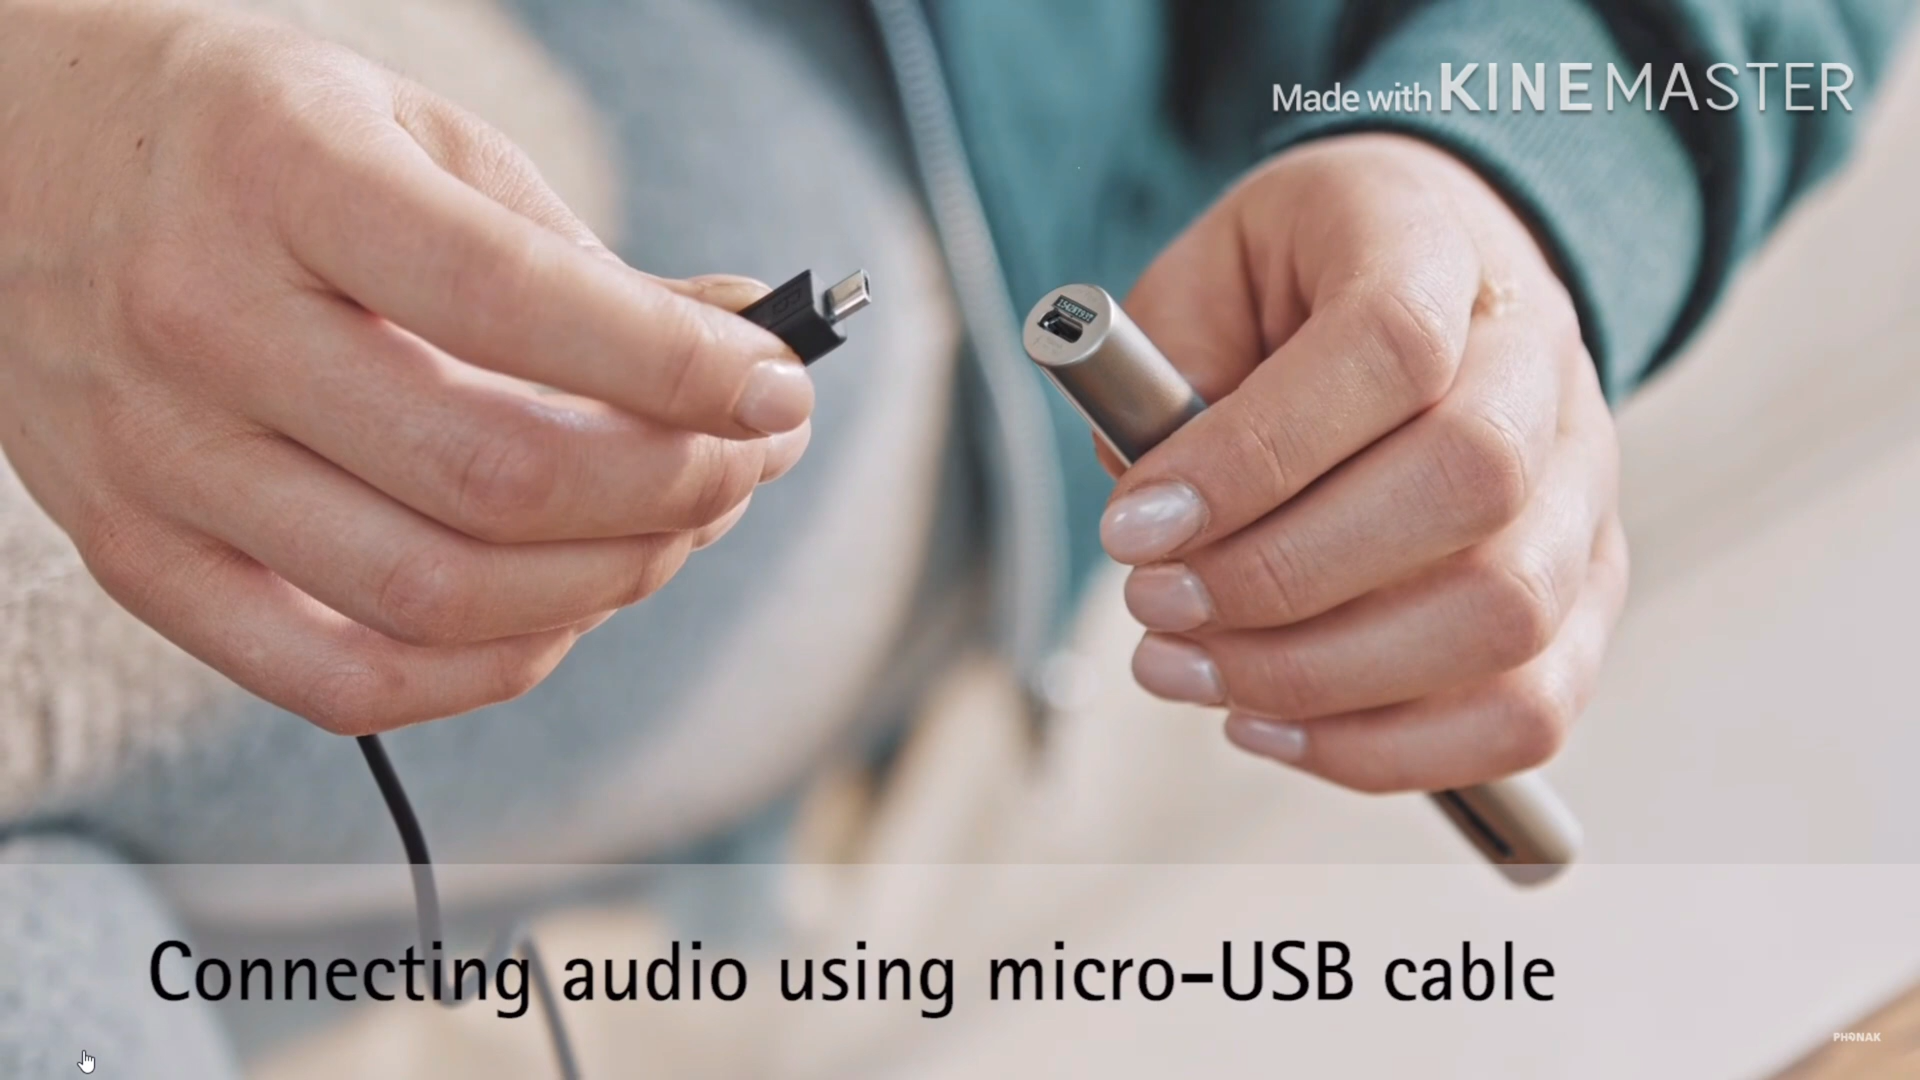 Made with KINEMASTER
Connecting audio using micro-USB cable
PHONAK